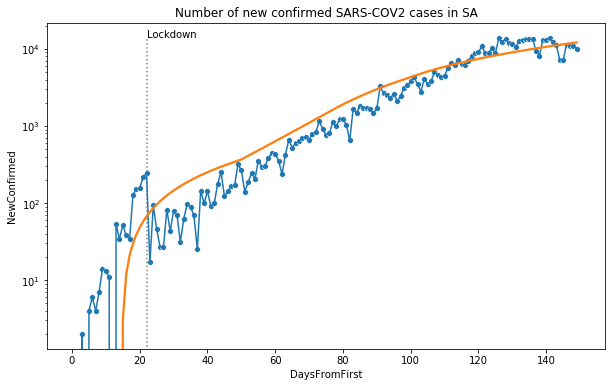 Number of new confirmed SARS-COV2 cases in SA
Lockdown
10^4
10^3
10^2
10^1
NewConfirmed
0 20 40 60 80 100 120 140
DaysFromFirst